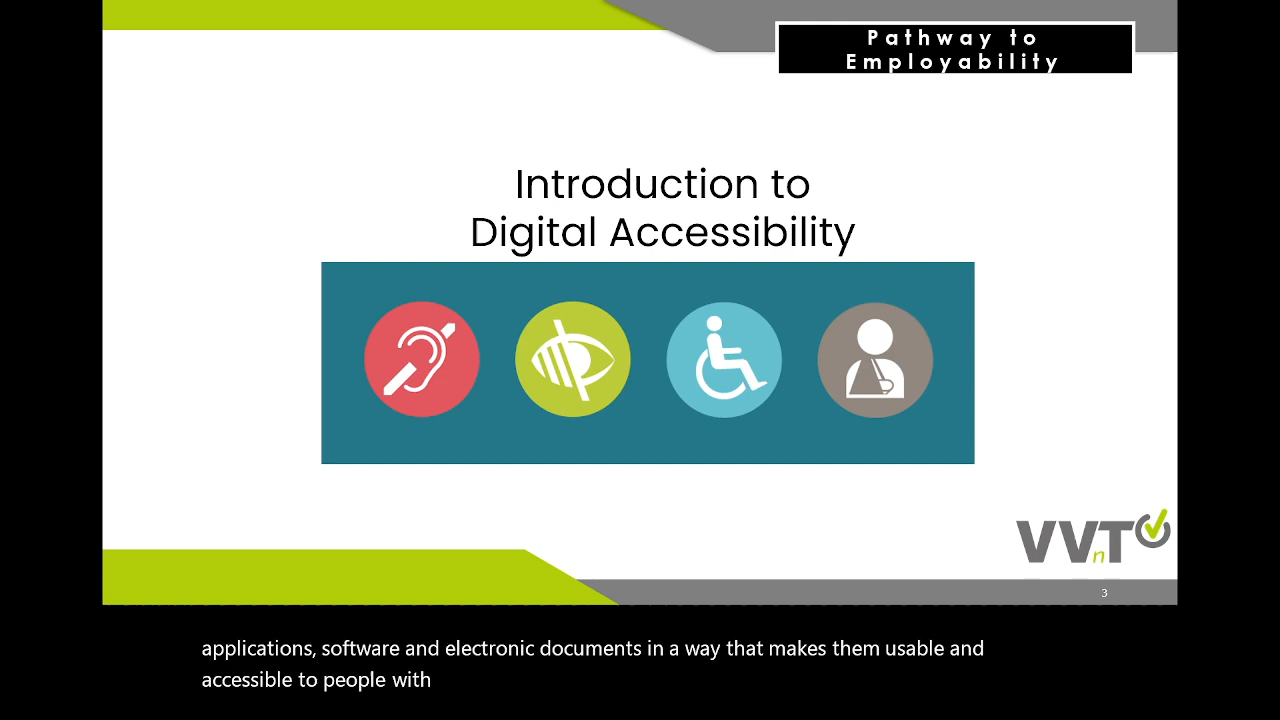 Pathway to
Employability
Introduction to
Digital Accessibility
VVnT
3
applications, software and electronic documents in a way that makes them usable and
accessible to people with